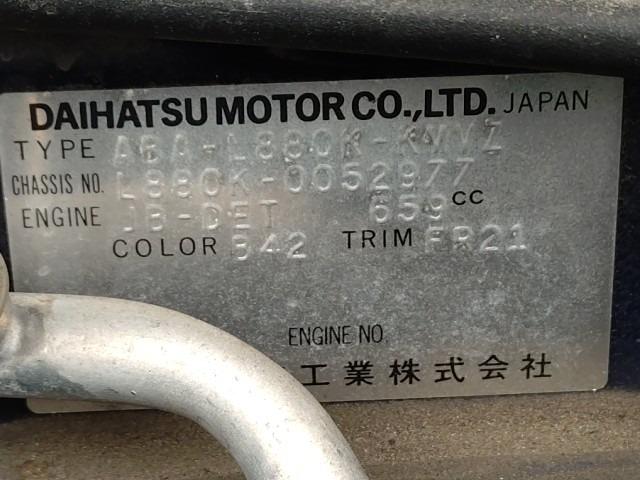 DAIHATSU MOTOR CO.,LTD. JAPAN
TYPE ABA-L880K-KMVZ
CHASSIS NO. L880K-0052977
ENGINE JB-DET 659 CC
COLOR B42 TRIM FR21
ENGINE NO.
工業株式会社